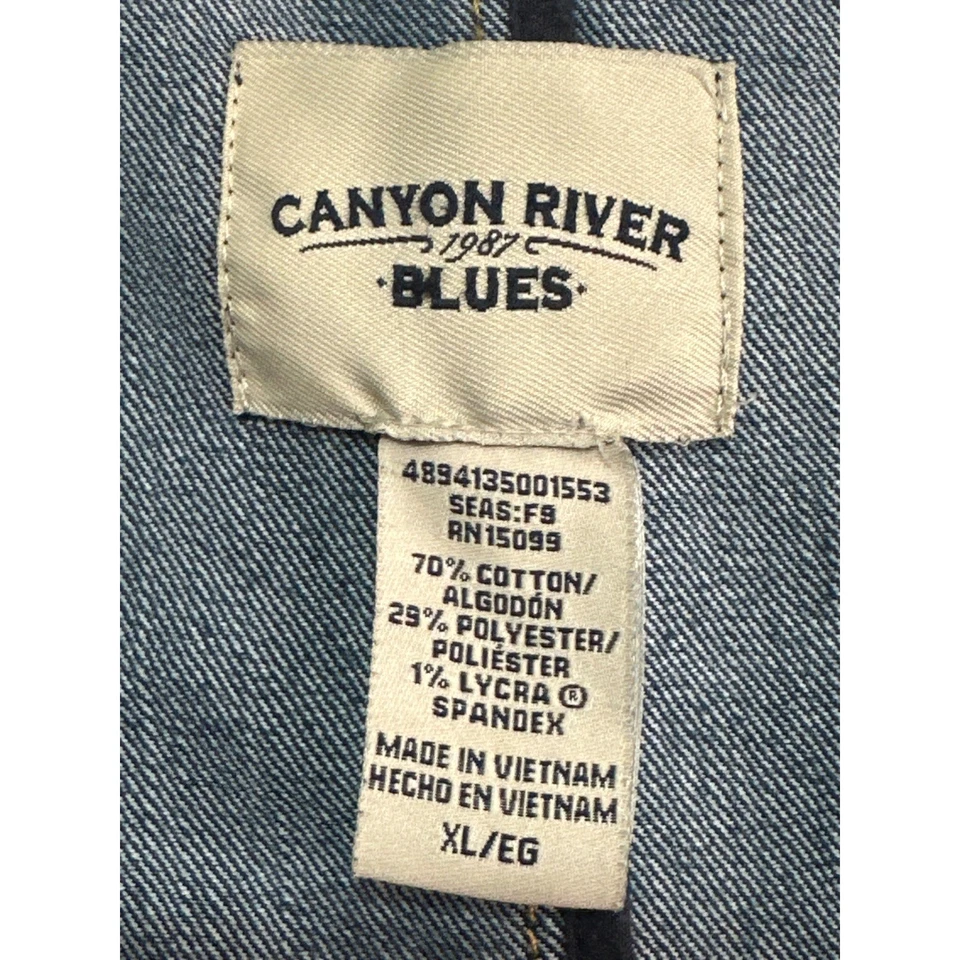 CANYON RIVER
1987
·BLUES·
4894135001553
SEAS:F9
RN15099
70% COTTON/
ALGODÓN
29% POLYESTER/
POLIÉSTER
1% LYCRA ®
SPANDEX
MADE IN VIETNAM
HECHO EN VIETNAM
XL/EG